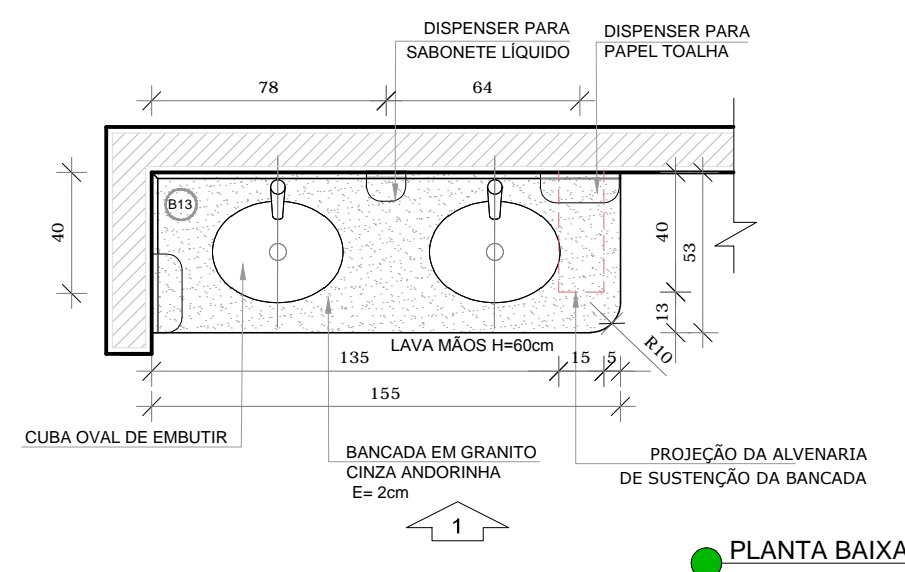 DISPENSER PARA
SABONETE LÍQUIDO
DISPENSER PARA
PAPEL TOALHA
78
64
B13
40
40
53
13
R10
LAVA MÃOS H=60cm
135
15
5
155
CUBA OVAL DE EMBUTIR
BANCADA EM GRANITO
CINZA ANDORINHA
E= 2cm
PROJEÇÃO DA ALVENARIA
DE SUSTENÇÃO DA BANCADA
1
PLANTA BAIXA